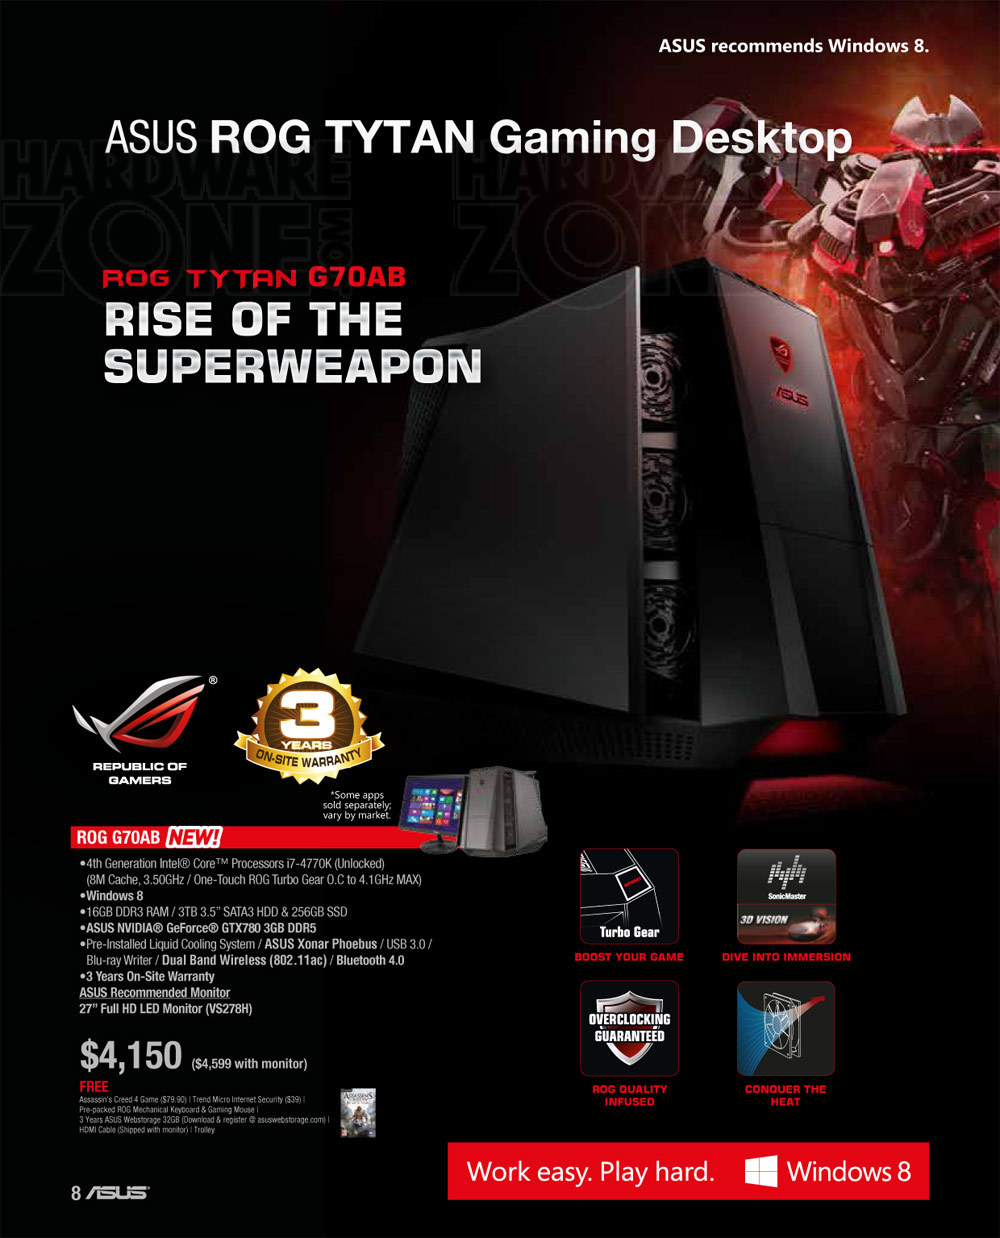 ASUS recommends Windows 8.
ASUS ROG TYTAN Gaming Desktop
HARDWARE
ZONE
.COM
HARDWARE
ZONE
ROG TYTAN G70AB
RISE OF THE
SUPERWEAPON
ASUS
REPUBLIC OF
GAMERS
®
3
YEARS
ON-SITE WARRANTY
*Some apps
sold separately;
vary by market.
ROG G70AB NEW!
•4th Generation Intel® Core™ Processors i7-4770K (Unlocked)
(8M Cache, 3.50GHz / One-Touch ROG Turbo Gear O.C to 4.1GHz MAX)
•Windows 8
•16GB DDR3 RAM / 3TB 3.5" SATA3 HDD & 256GB SSD
•ASUS NVIDIA® GeForce® GTX780 3GB DDR5
•Pre-Installed Liquid Cooling System / ASUS Xonar Phoebus / USB 3.0 /
Blu-ray Writer / Dual Band Wireless (802.11ac) / Bluetooth 4.0
•3 Years On-Site Warranty
ASUS Recommended Monitor
27" Full HD LED Monitor (VS278H)
$4,150 ($4,599 with monitor)
FREE
Assassin's Creed 4 Game ($79.90) | Trend Micro Internet Security ($39) |
Pre-packed ROG Mechanical Keyboard & Gaming Mouse |
3 Years ASUS Webstorage 32GB (Download & register @ asuswebstorage.com) |
HDMI Cable (Shipped with monitor) | Trolley
ASSASSIN'S
Turbo Gear
BOOST YOUR GAME
SonicMaster
3D VISION
DIVE INTO IMMERSION
OVERCLOCKING
GUARANTEED
ROG QUALITY
INFUSED
CONQUER THE
HEAT
Work easy. Play hard. Windows 8
8 ASUS